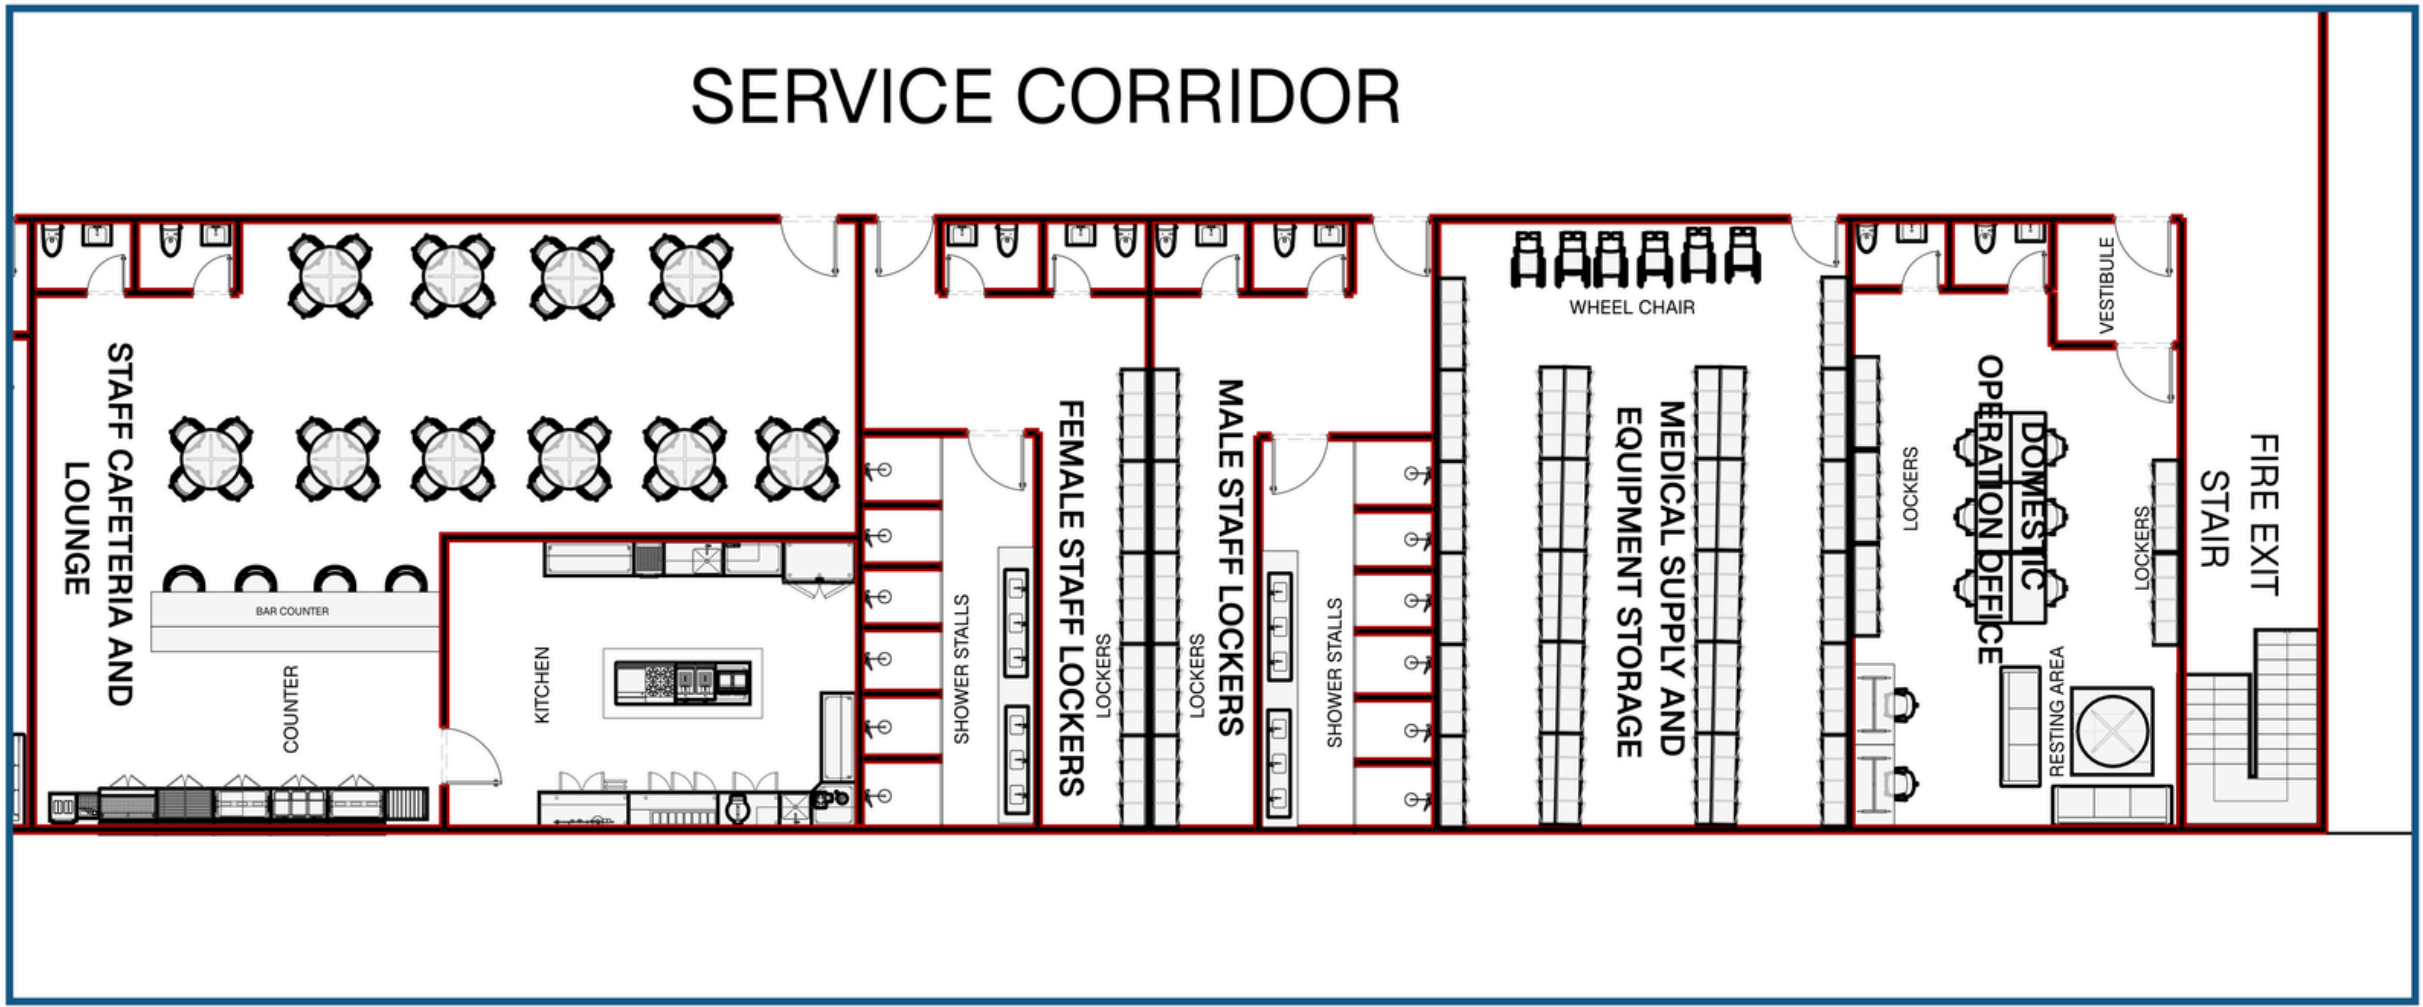 SERVICE CORRIDOR
STAFF CAFETERIA AND
LOUNGE
BAR COUNTER
COUNTER
KITCHEN
SHOWER STALLS
FEMALE STAFF LOCKERS
LOCKERS
LOCKERS
MALE STAFF LOCKERS
SHOWER STALLS
WHEEL CHAIR
MEDICAL SUPPLY AND
EQUIPMENT STORAGE
LOCKERS
DOMESTIC
OPERATION OFFICE
VESTIBULE
LOCKERS
RESTING AREA
FIRE EXIT
STAIR